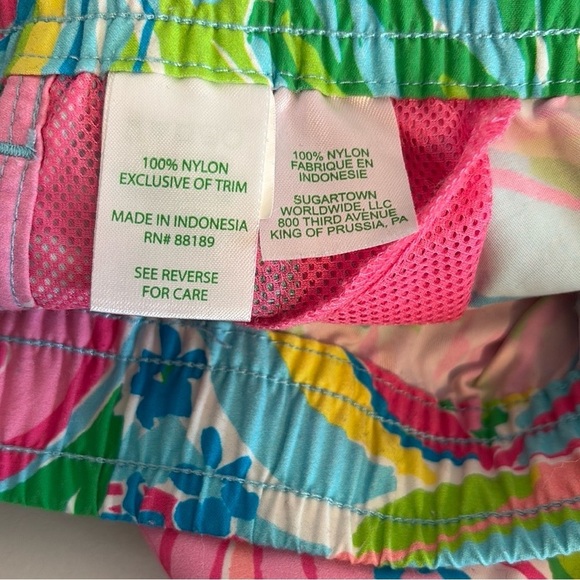 100% NYLON
EXCLUSIVE OF TRIM
MADE IN INDONESIA
RN# 88189
SEE REVERSE
FOR CARE
100% NYLON
FABRIQUE EN
INDONESIE
SUGARTOWN
WORLDWIDE, LLC
800 THIRD AVENUE
KING OF PRUSSIA, PA